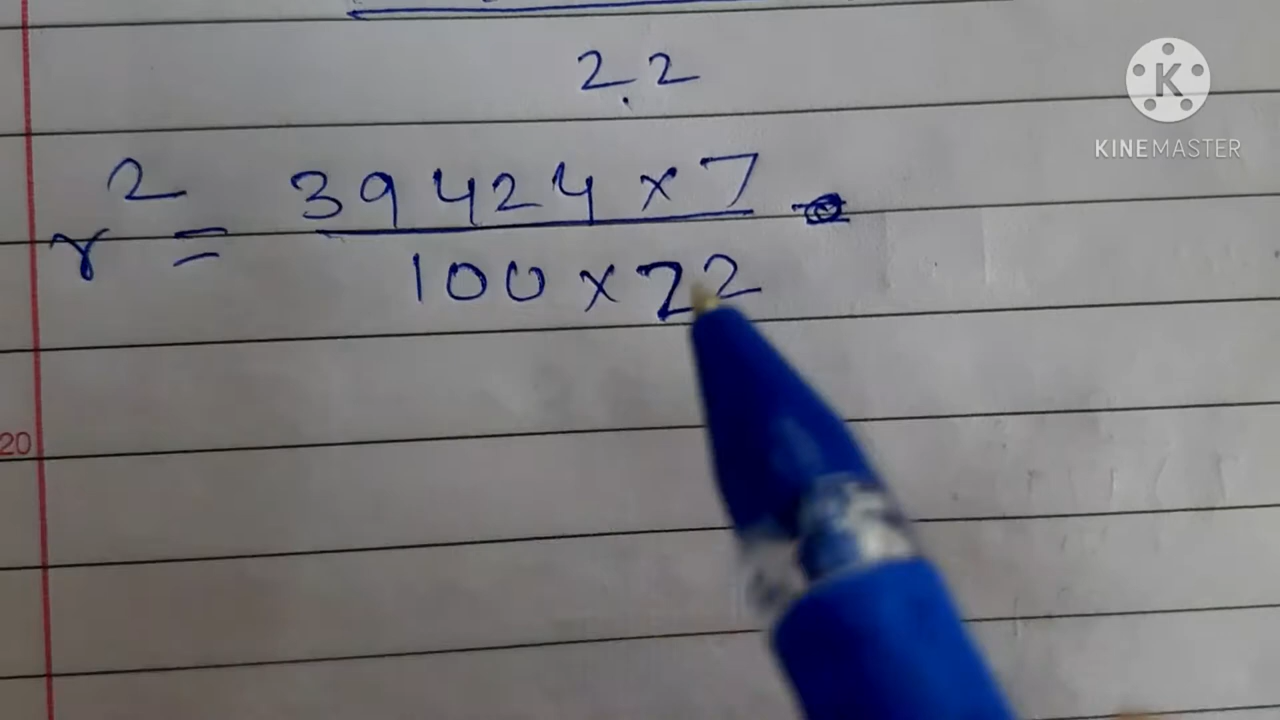 2.2
r² = 39424 x 7
100 x 22
20
K
KINEMASTER